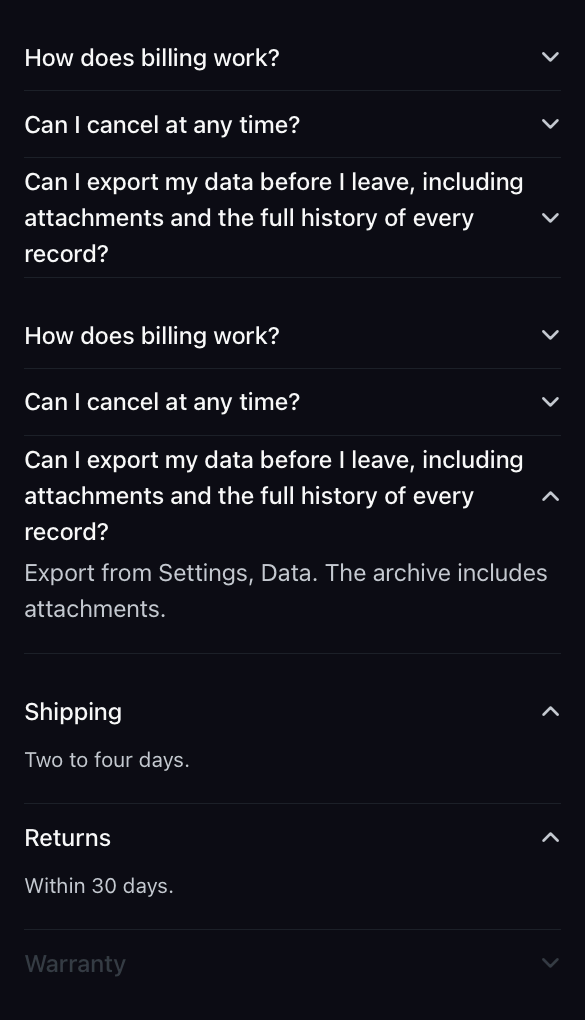 How does billing work?
Can I cancel at any time?
Can I export my data before I leave, including
attachments and the full history of every
record?
How does billing work?
Can I cancel at any time?
Can I export my data before I leave, including
attachments and the full history of every
record?
Export from Settings, Data. The archive includes
attachments.
Shipping
Two to four days.
Returns
Within 30 days.
Warranty